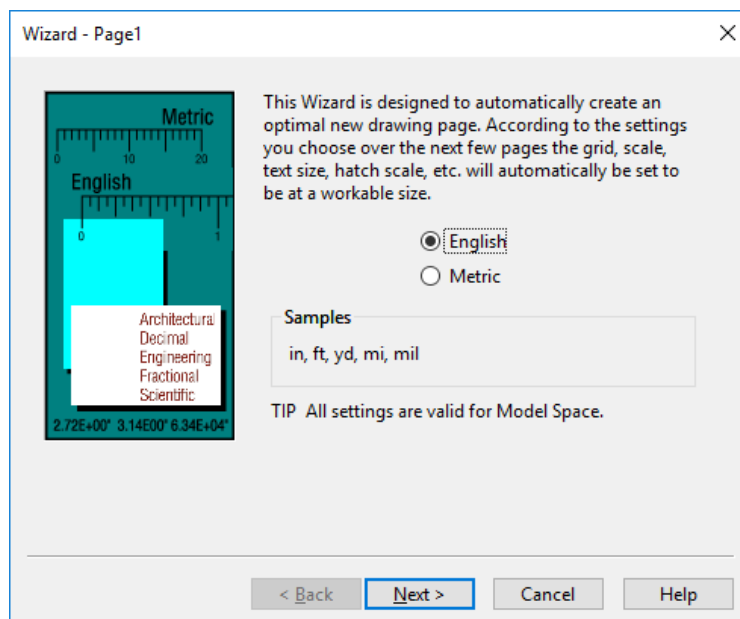 Wizard - Page1
Metric
0 10 20
English
0 1
Architectural
Decimal
Engineering
Fractional
Scientific
2.72E+00" 3.14E00" 6.34E+04"
This Wizard is designed to automatically create an
optimal new drawing page. According to the settings
you choose over the next few pages the grid, scale,
text size, hatch scale, etc. will automatically be set to
be at a workable size.
English
Metric
Samples
in, ft, yd, mi, mil
TIP  All settings are valid for Model Space.
< Back
Next >
Cancel
Help